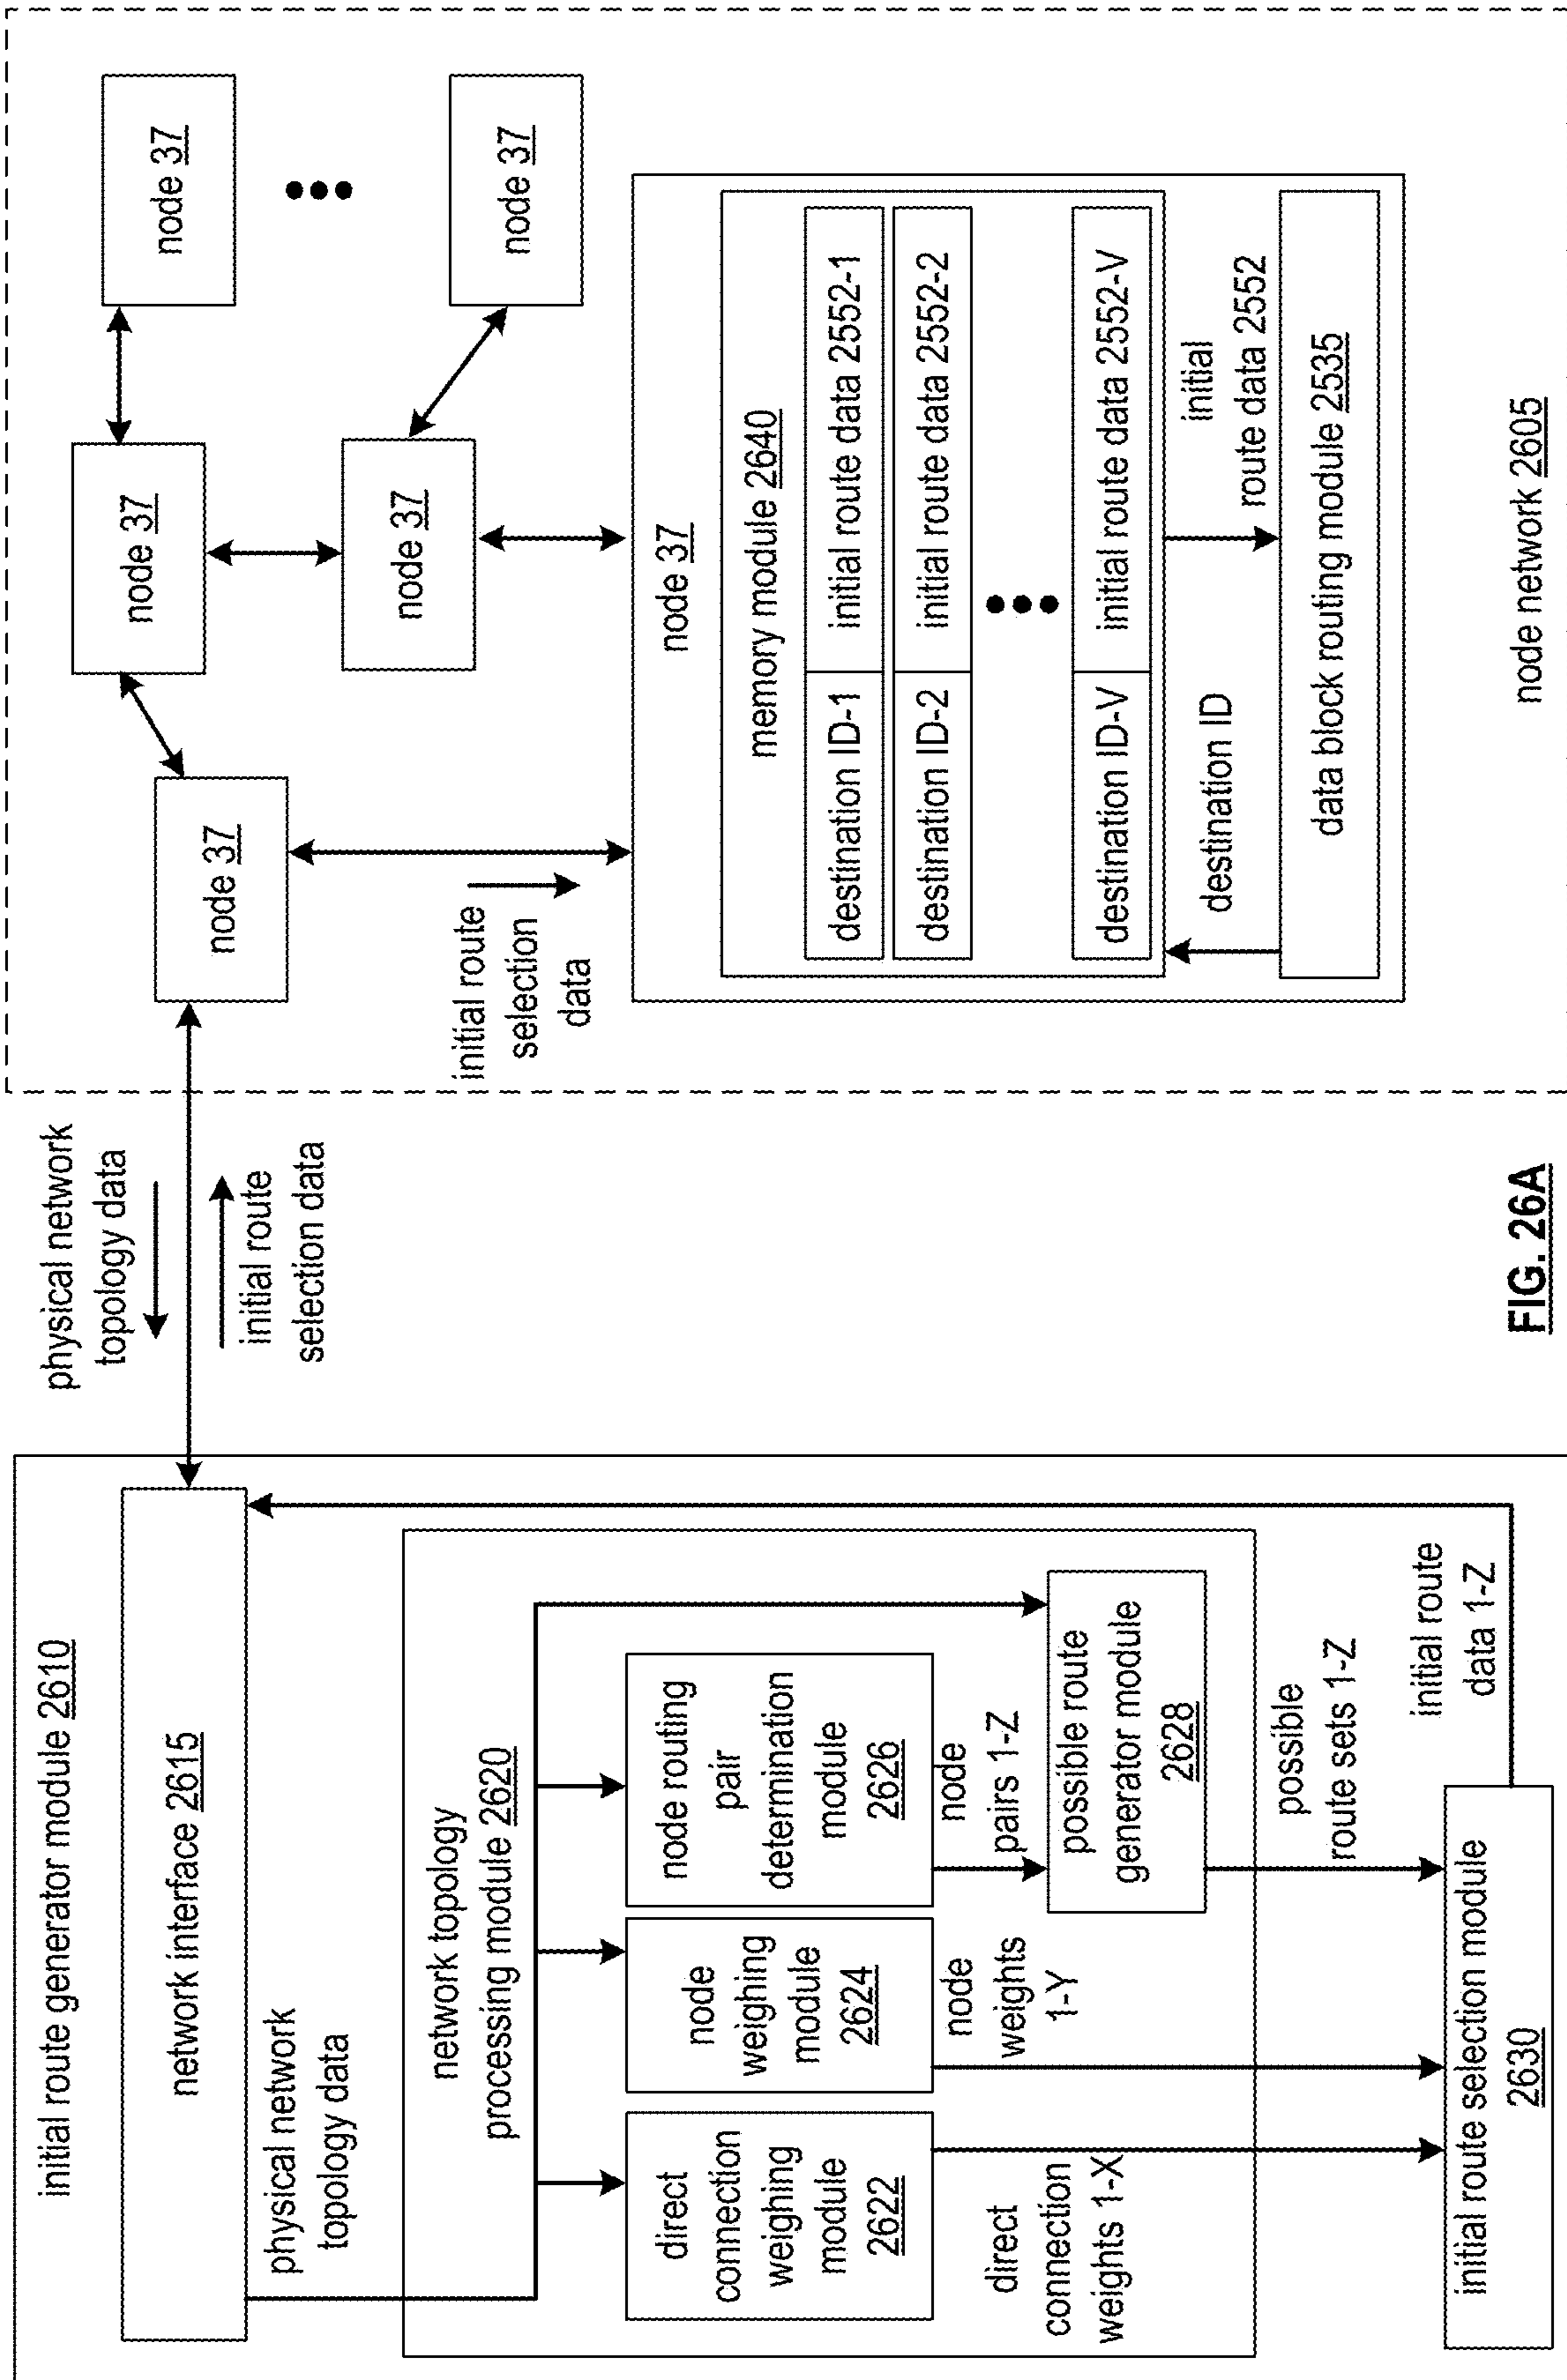 initial route generator module 2610
network interface 2615
physical network
topology data
network topology
processing module 2620
direct
connection
weighing
module
2622
node
weighing
module
2624
node routing
pair
determination
module
2626
direct
connection
weights 1-X
node
weights
1-Y
node
pairs 1-Z
possible route
generator module
2628
possible
route sets 1-Z
initial route
data 1-Z
initial route selection module
2630
physical network
topology data
initial route
selection data
node 37
node 37
node 37
node 37
node 37
initial route
selection
data
node 37
memory module 2640
destination ID-1
initial route data 2552-1
destination ID-2
initial route data 2552-2
destination ID-V
initial route data 2552-V
destination ID
initial
route data 2552
data block routing module 2535
node network 2605
FIG. 26A